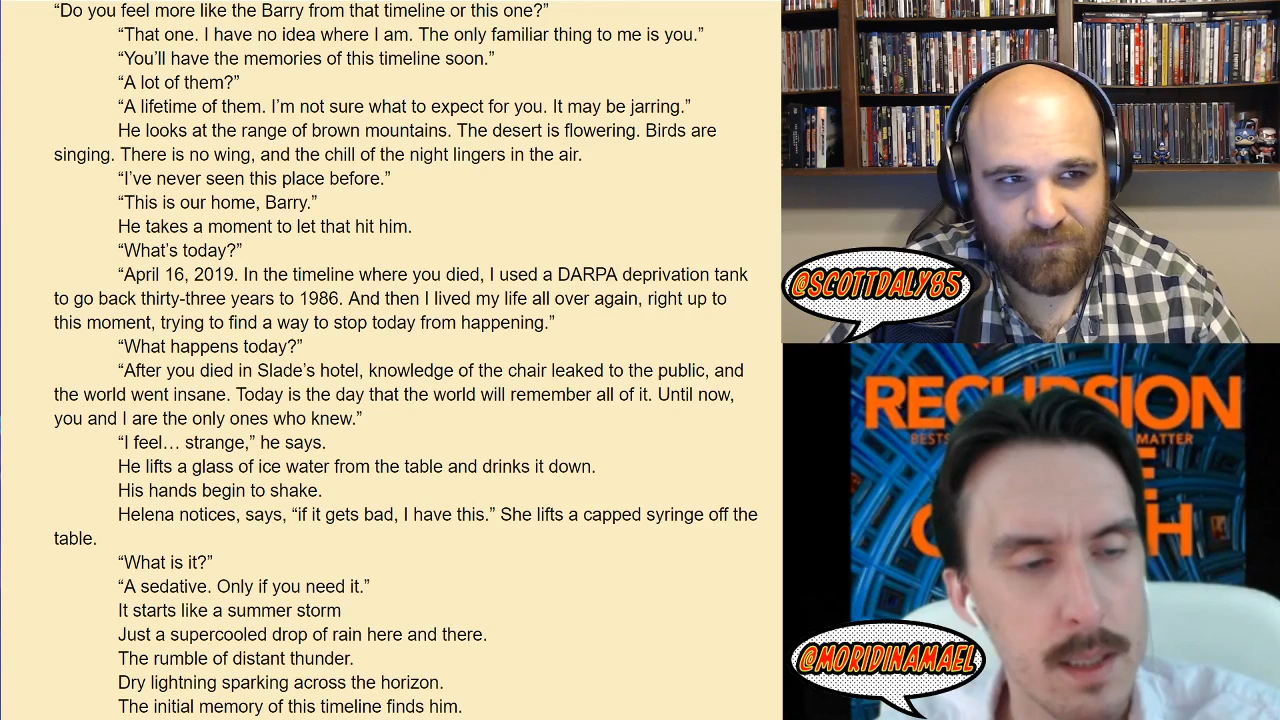 “Do you feel more like the Barry from that timeline or this one?”
“That one. I have no idea where I am. The only familiar thing to me is you.”
“You’ll have the memories of this timeline soon.”
“A lot of them?”
“A lifetime of them. I’m not sure what to expect for you. It may be jarring.”
He looks at the range of brown mountains. The desert is flowering. Birds are
singing. There is no wing, and the chill of the night lingers in the air.
“I’ve never seen this place before.”
“This is our home, Barry.”
He takes a moment to let that hit him.
“What’s today?”
“April 16, 2019. In the timeline where you died, I used a DARPA deprivation tank
to go back thirty-three years to 1986. And then I lived my life all over again, right up to
this moment, trying to find a way to stop today from happening.”
“What happens today?”
“After you died in Slade’s hotel, knowledge of the chair leaked to the public, and
the world went insane. Today is the day that the world will remember all of it. Until now,
you and I are the only ones who knew.”
“I feel… strange,” he says.
He lifts a glass of ice water from the table and drinks it down.
His hands begin to shake.
Helena notices, says, “if it gets bad, I have this.” She lifts a capped syringe off the
table.
“What is it?”
“A sedative. Only if you need it.”
It starts like a summer storm
Just a supercooled drop of rain here and there.
The rumble of distant thunder.
Dry lightning sparking across the horizon.
The initial memory of this timeline finds him.
@SCOTTDALY85
RECURSION
MATTER
@MORIDINAMAEL